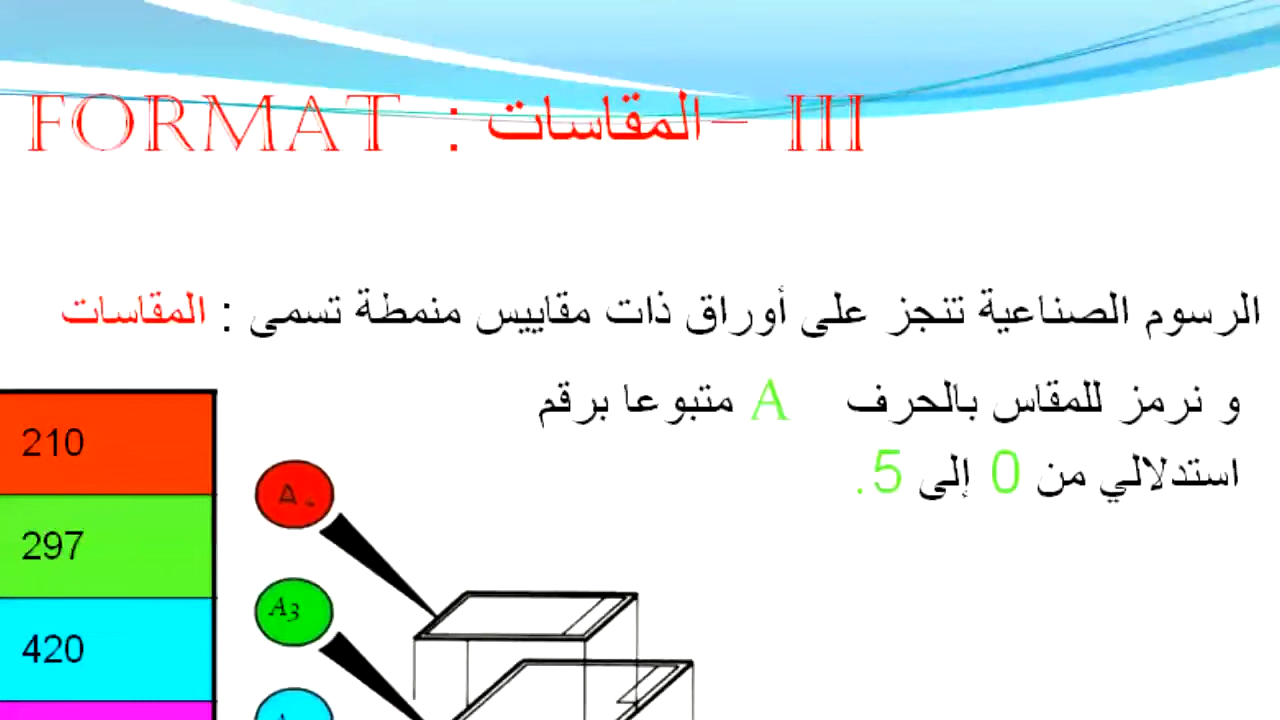 III –المقاسات : FORMAT
الرسوم الصناعية تنجز على أوراق ذات مقاييس منمطة تسمى : المقاسات
و نرمز للمقاس بالحرف A متبوعا برقم
استدلالي من 0 إلى 5.
210
297
420
A3